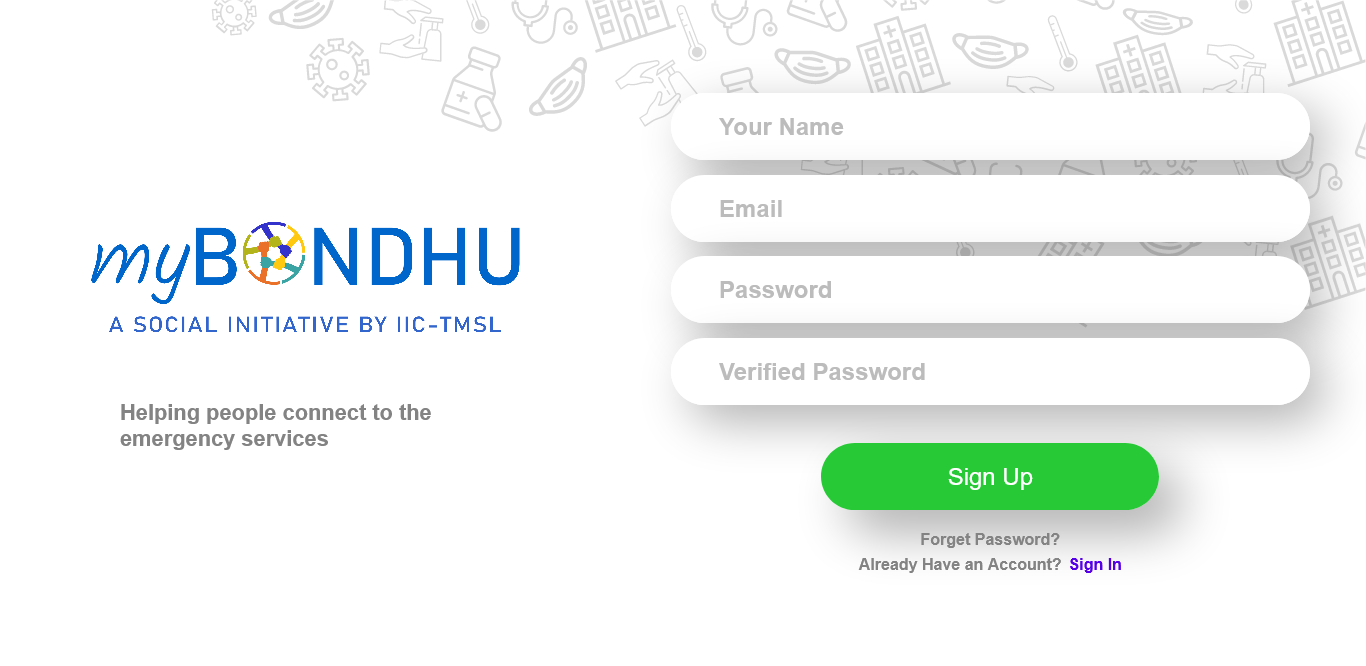 myBONDHU
A SOCIAL INITIATIVE BY IIC-TMSL
Helping people connect to the
emergency services
Your Name
Email
Password
Verified Password
Sign Up
Forget Password?
Already Have an Account? Sign In